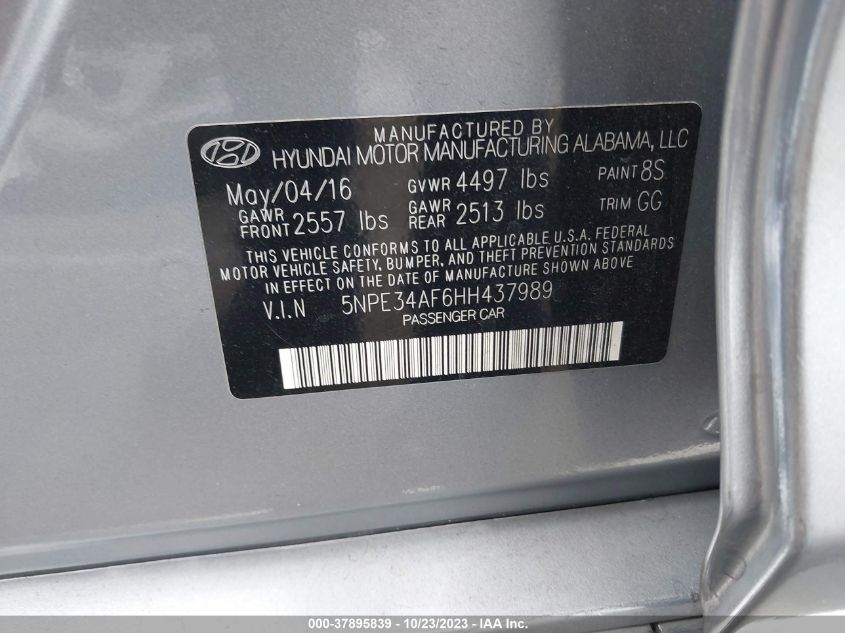 MANUFACTURED BY
HYUNDAI MOTOR MANUFACTURING ALABAMA, LLC
May/04/16 GVWR 4497 lbs PAINT 8S
GAWR FRONT 2557 lbs GAWR REAR 2513 lbs TRIM GG
THIS VEHICLE CONFORMS TO ALL APPLICABLE U.S.A. FEDERAL
MOTOR VEHICLE SAFETY, BUMPER, AND THEFT PREVENTION STANDARDS
IN EFFECT ON THE DATE OF MANUFACTURE SHOWN ABOVE
V.I.N 5NPE34AF6HH437989
PASSENGER CAR
000-37895839 - 10/23/2023 - IAA Inc.